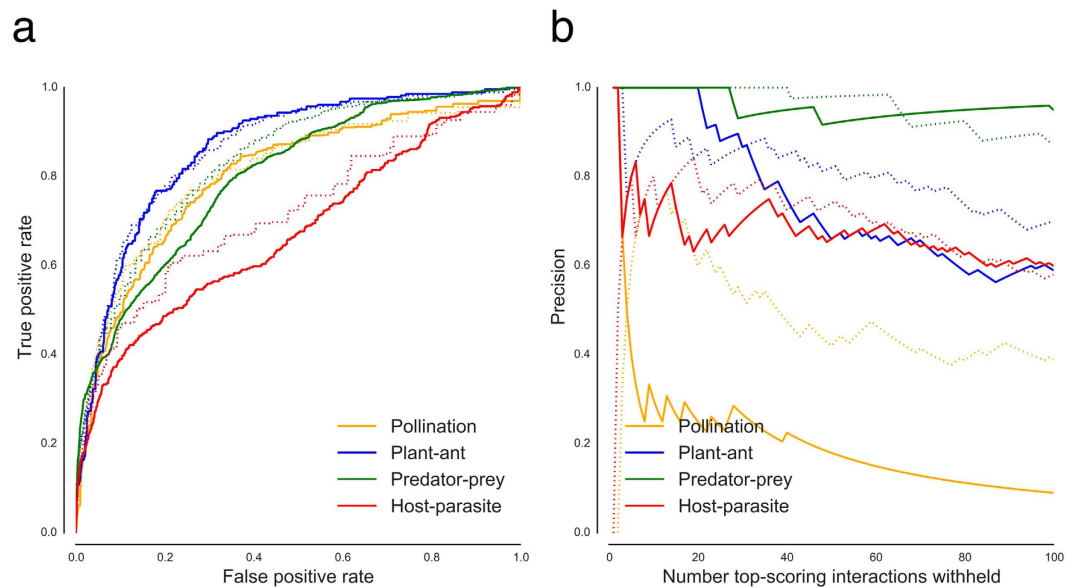 a
True positive rate
1.0
0.8
0.6
0.4
0.2
0.0
Pollination
Plant-ant
Predator-prey
Host-parasite
0.0 0.2 0.4 0.6 0.8 1.0
False positive rate
b
Precision
1.0
0.8
0.6
0.4
0.2
0.0
Pollination
Plant-ant
Predator-prey
Host-parasite
0 20 40 60 80 100
Number top-scoring interactions withheld